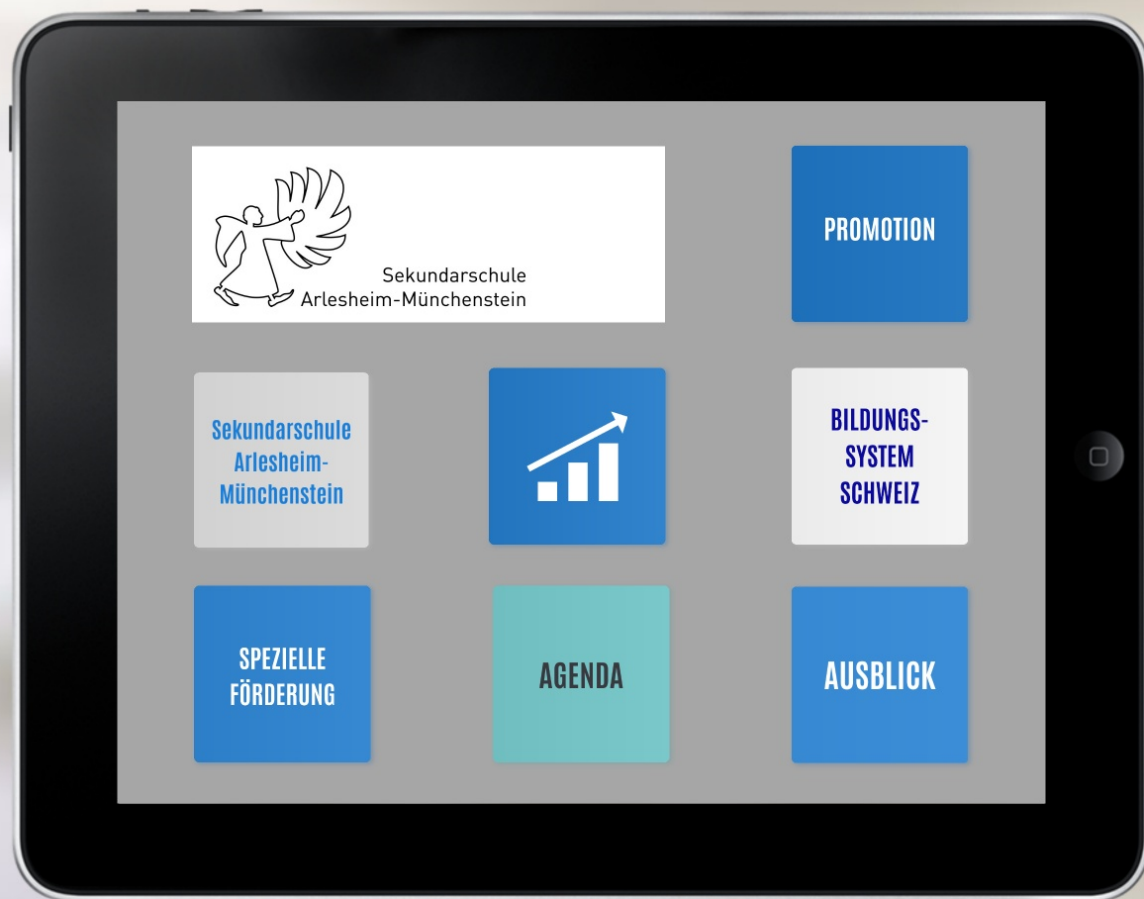 Sekundarschule
Arlesheim-Münchenstein
PROMOTION
Sekundarschule
Arlesheim-
Münchenstein
BILDUNGS-
SYSTEM
SCHWEIZ
SPEZIELLE
FÖRDERUNG
AGENDA
AUSBLICK